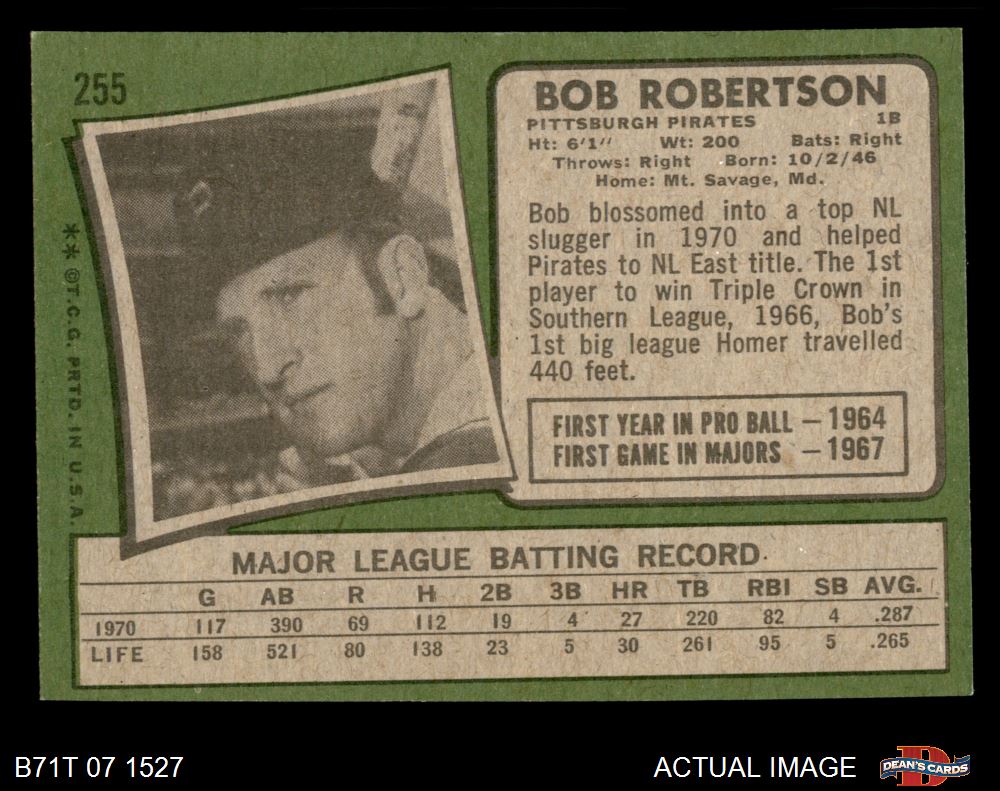 255
BOB ROBERTSON
PITTSBURGH PIRATES 1B
Ht: 6'1" Wt: 200 Bats: Right
Throws: Right Born: 10/2/46
Home: Mt. Savage, Md.
Bob blossomed into a top NL
slugger in 1970 and helped
Pirates to NL East title. The 1st
player to win Triple Crown in
Southern League, 1966, Bob's
1st big league Homer travelled
440 feet.
FIRST YEAR IN PRO BALL — 1964
FIRST GAME IN MAJORS — 1967
** ©T.C.G. PRTD. IN U.S.A.
MAJOR LEAGUE BATTING RECORD
G AB R H 2B 3B HR TB RBI SB AVG.
1970 117 390 69 112 19 4 27 220 82 4 .287
LIFE 158 521 80 138 23 5 30 261 95 5 .265
B71T 07 1527
ACTUAL IMAGE
D
DEAN'S CARDS